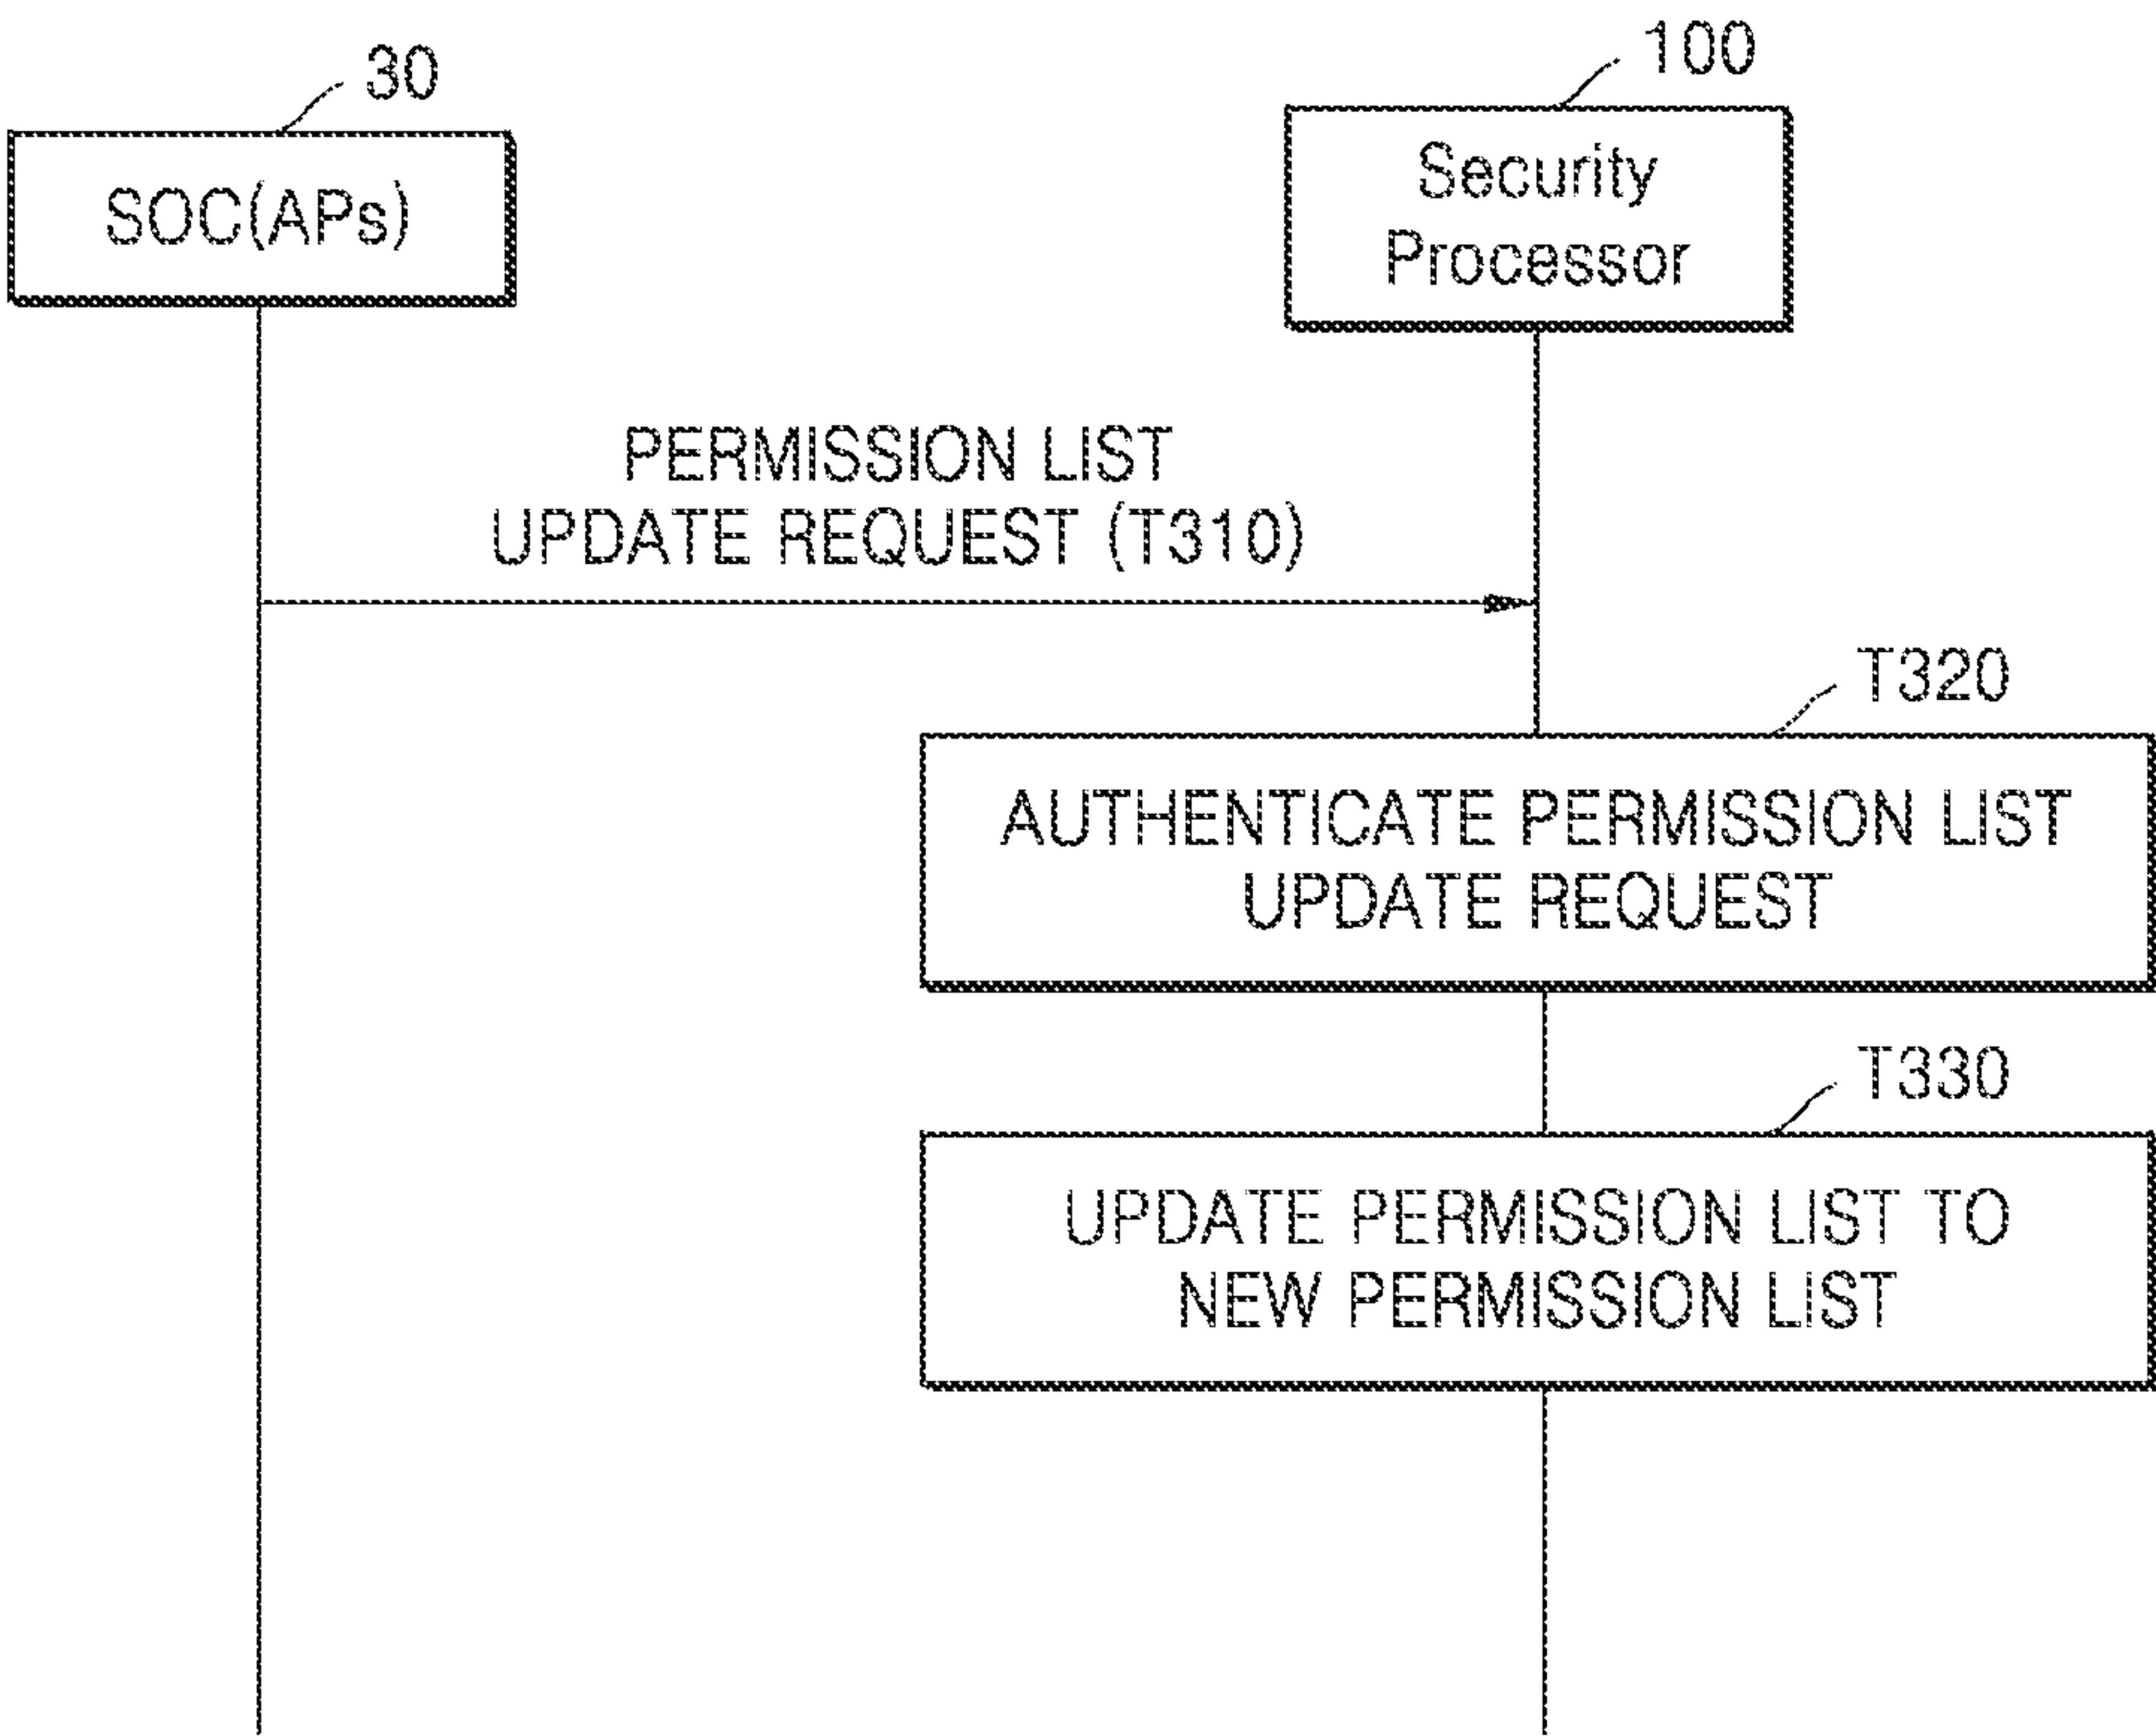 30
100
SOC(APs)
Security
Processor
PERMISSION LIST
UPDATE REQUEST (T310)
T320
AUTHENTICATE PERMISSION LIST
UPDATE REQUEST
T330
UPDATE PERMISSION LIST TO
NEW PERMISSION LIST